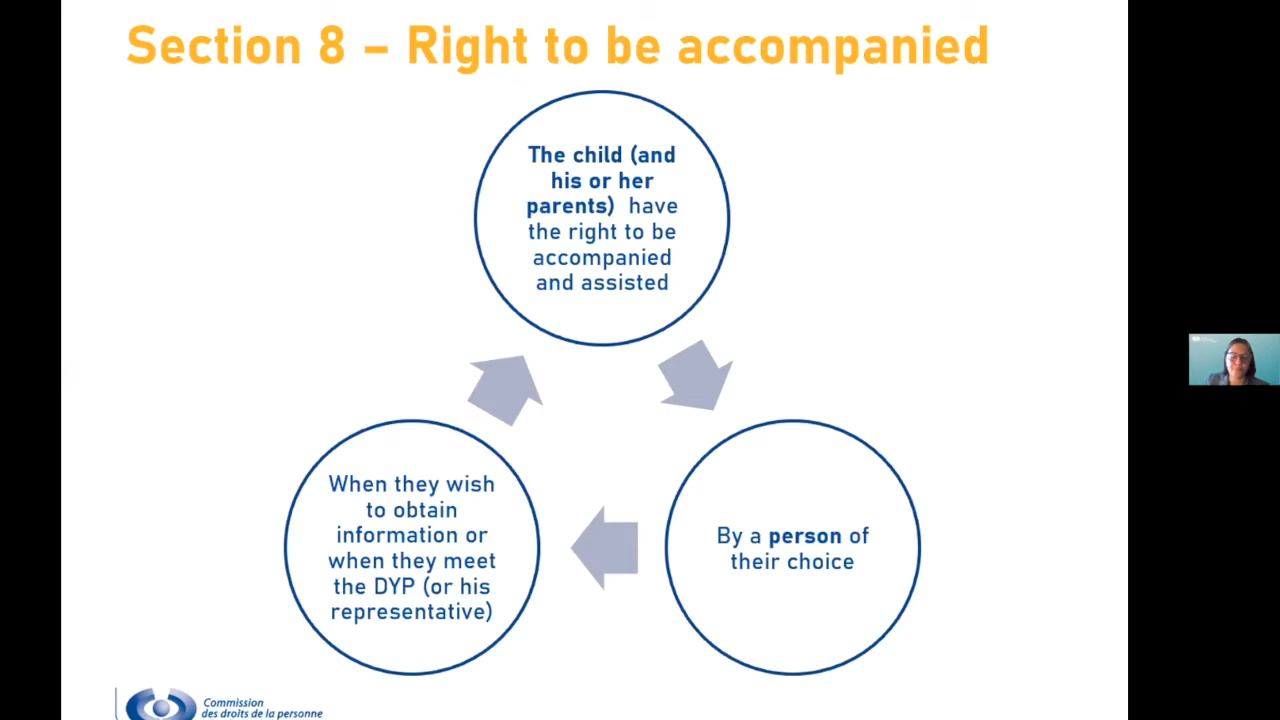 Section 8 – Right to be accompanied
The child (and
his or her
parents) have
the right to be
accompanied
and assisted
When they wish
to obtain
information or
when they meet
the DYP (or his
representative)
By a person of
their choice
Commission
des droits de la personne